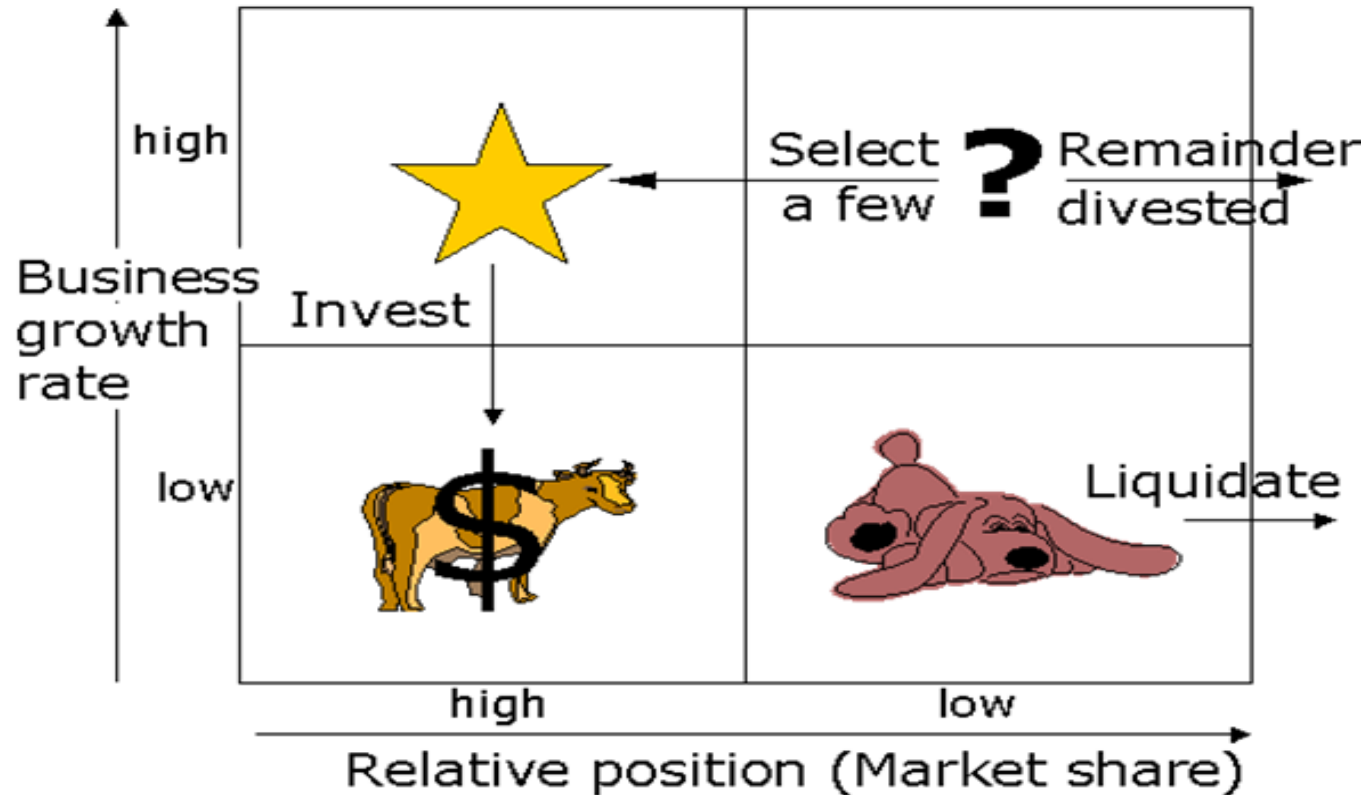 high
Select
a few
?
Remainder
divested
Business
growth
rate
Invest
low
$
Liquidate
high
low
Relative position (Market share)